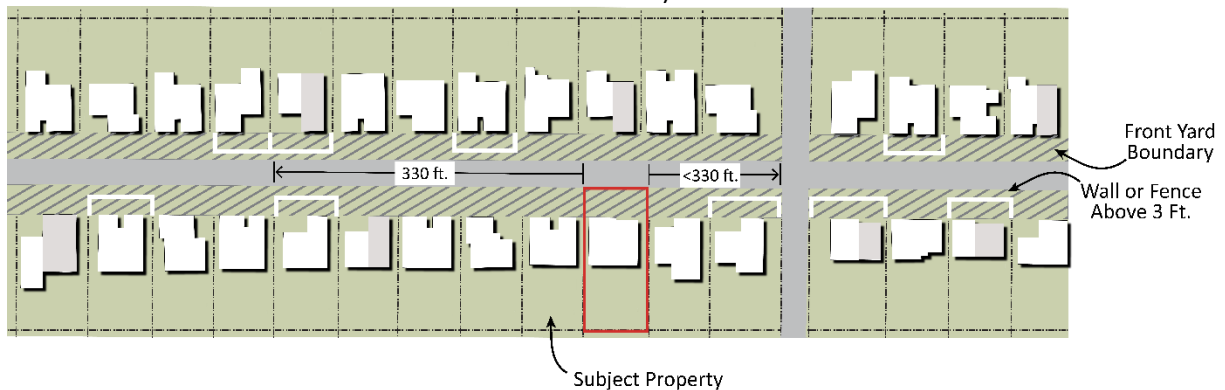 330 ft.
<330 ft.
Front Yard
Boundary
Wall or Fence
Above 3 Ft.
Subject Property